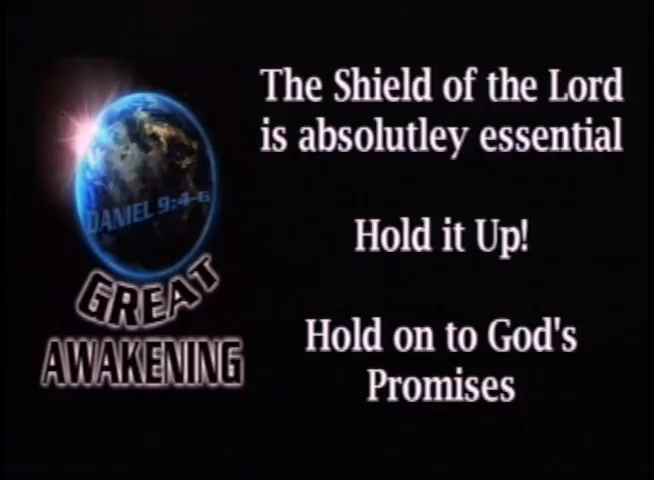 The Shield of the Lord
is absolutley essential
Hold it Up!
Hold on to God's
Promises
DANIEL 9:4-6
GREAT
AWAKENING